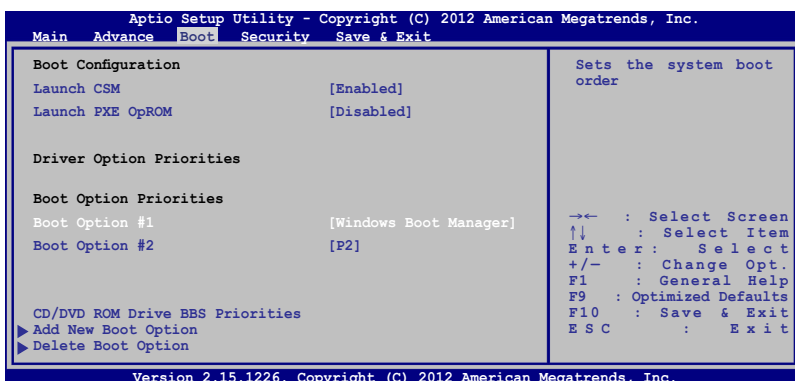 Aptio Setup Utility - Copyright (C) 2012 American Megatrends, Inc.
Main Advance Boot Security Save & Exit
Boot Configuration
Launch CSM [Enabled]
Launch PXE OpROM [Disabled]
Driver Option Priorities
Boot Option Priorities
Boot Option #1 [Windows Boot Manager]
Boot Option #2 [P2]
CD/DVD ROM Drive BBS Priorities
Add New Boot Option
Delete Boot Option
Sets the system boot
order
→← : Select Screen
↑↓ : Select Item
Enter: Select
+/— : Change Opt.
F1 : General Help
F9 : Optimized Defaults
F10 : Save & Exit
ESC : Exit
Version 2.15.1226. Copyright (C) 2012 American Megatrends, Inc.